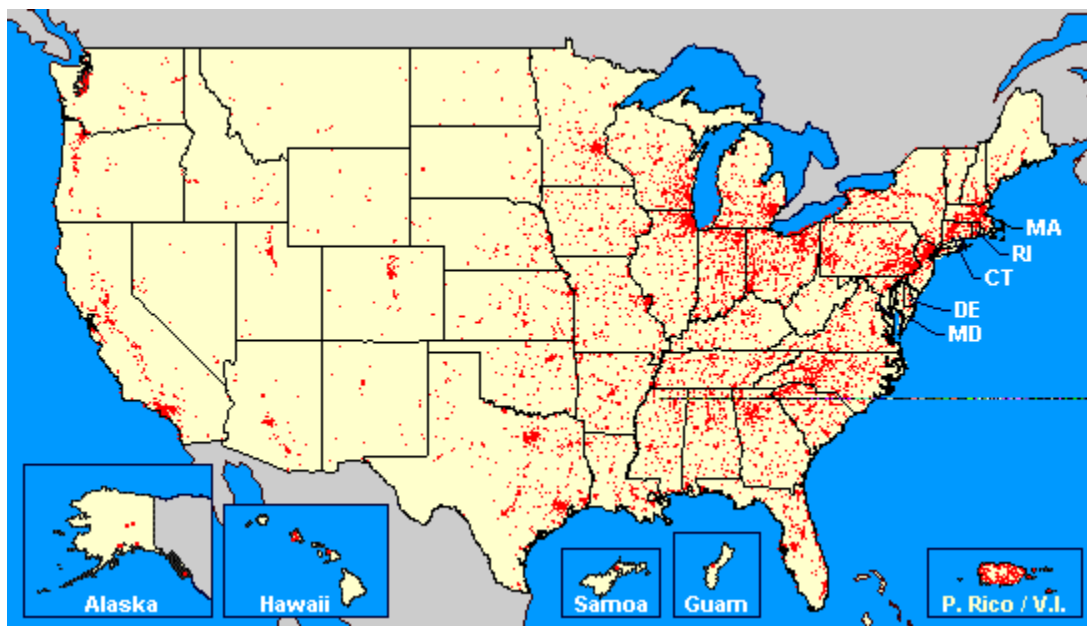 MA
RI
CT
DE
MD
Alaska
Hawaii
Samoa
Guam
P. Rico / V.I.